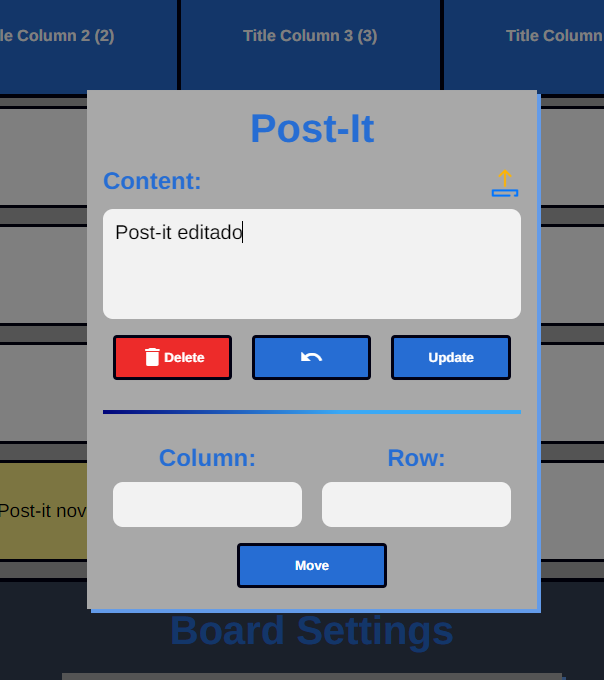 le Column 2 (2)
Title Column 3 (3)
Title Column
Post-It
Content:
Post-it editado
Delete
Update
Column:
Row:
Post-it nov
Move
Board Settings